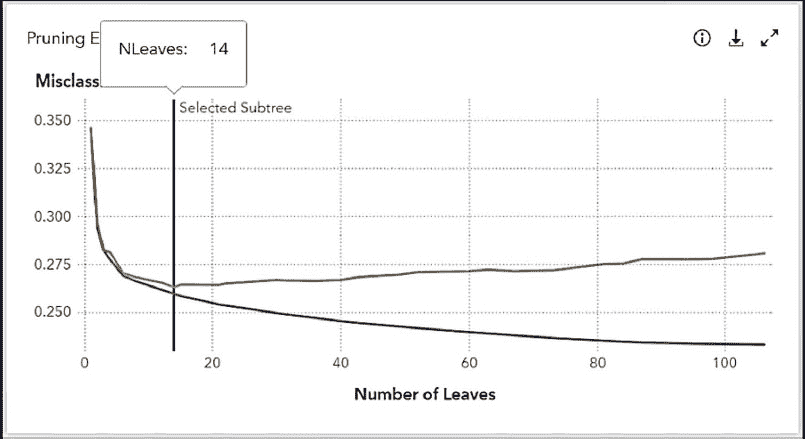 Pruning E
NLeaves: 14
Misclass
Selected Subtree
0.350
0.325
0.300
0.275
0.250
0 20 40 60 80 100
Number of Leaves